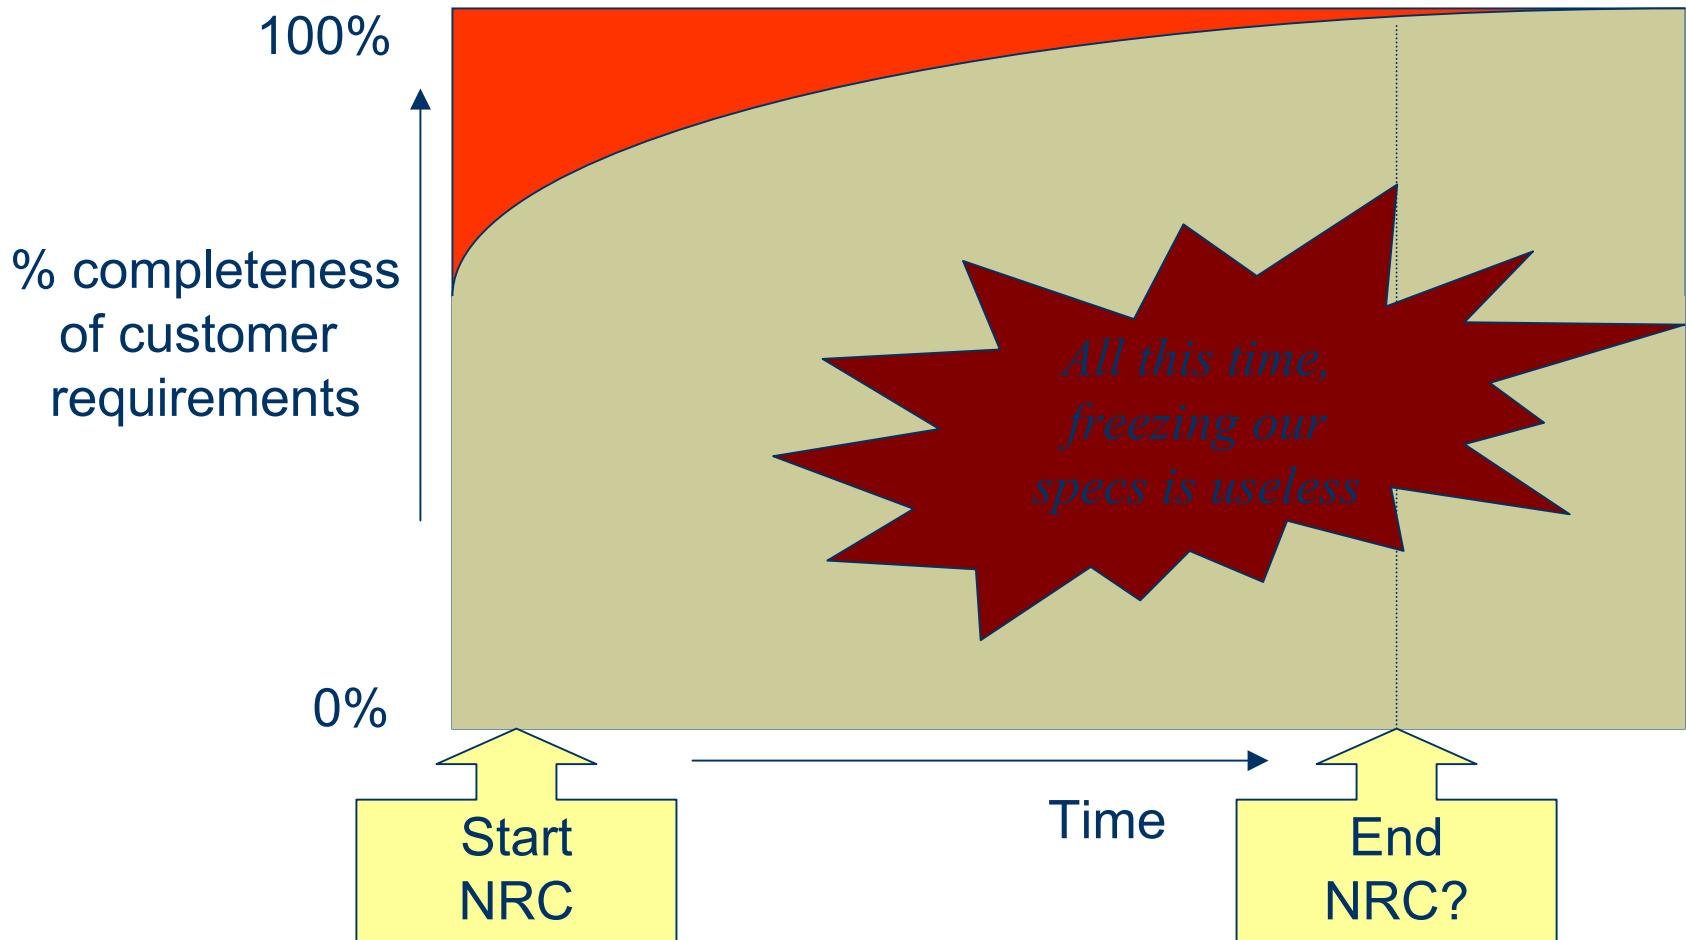 100%
% completeness
of customer
requirements
All this time,
freezing our
specs is useless
0%
Time
Start
NRC
End
NRC?